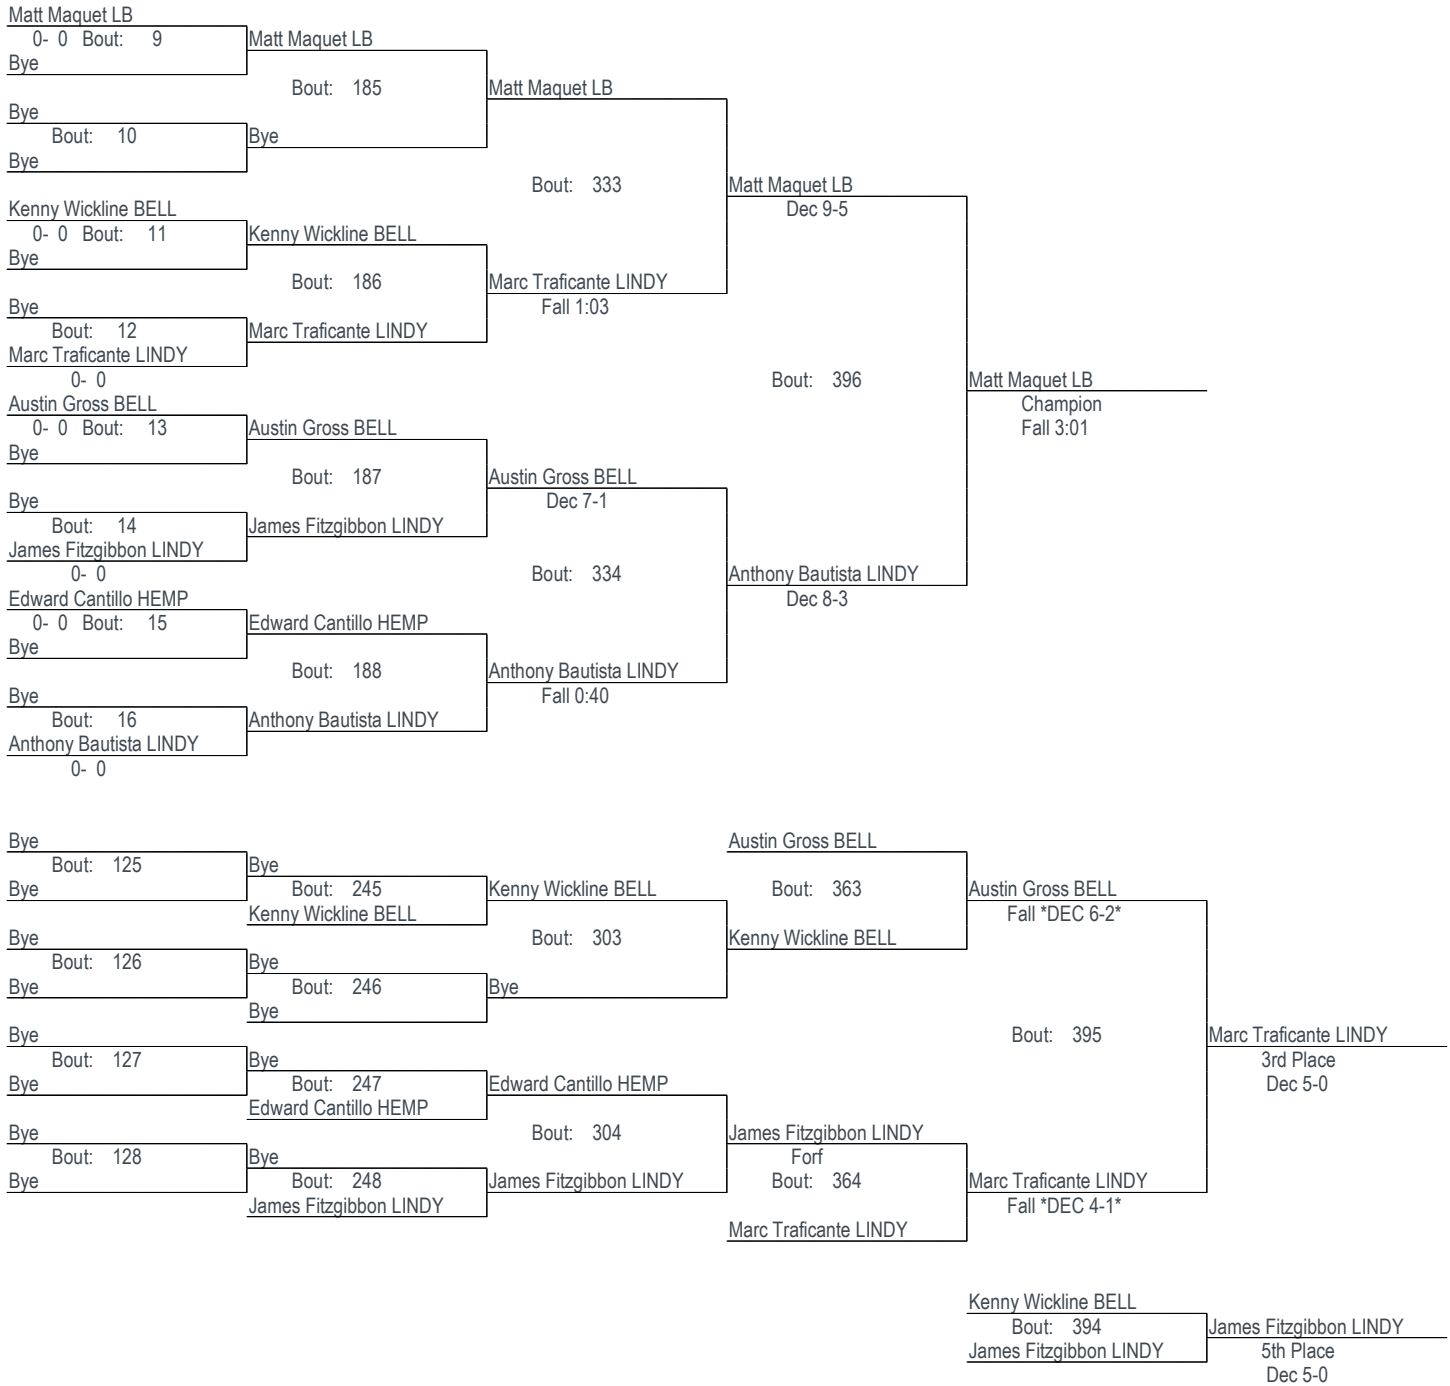 Matt Maquet LB
0- 0 Bout: 9
Bye
Matt Maquet LB
Bout: 185
Matt Maquet LB
Bye
Bout: 10
Bye
Bye
Bout: 333
Matt Maquet LB
Dec 9-5
Kenny Wickline BELL
0- 0 Bout: 11
Bye
Kenny Wickline BELL
Bout: 186
Marc Traficante LINDY
Fall 1:03
Bye
Bout: 12
Marc Traficante LINDY
0- 0
Marc Traficante LINDY
Bout: 396
Matt Maquet LB
Champion
Fall 3:01
Austin Gross BELL
0- 0 Bout: 13
Bye
Austin Gross BELL
Bout: 187
Austin Gross BELL
Dec 7-1
Bye
Bout: 14
James Fitzgibbon LINDY
0- 0
James Fitzgibbon LINDY
Bout: 334
Anthony Bautista LINDY
Dec 8-3
Edward Cantillo HEMP
0- 0 Bout: 15
Bye
Edward Cantillo HEMP
Bout: 188
Anthony Bautista LINDY
Fall 0:40
Bye
Bout: 16
Anthony Bautista LINDY
0- 0
Anthony Bautista LINDY
Bye
Bout: 125
Bye
Bye
Bout: 245
Kenny Wickline BELL
Kenny Wickline BELL
Bout: 303
Austin Gross BELL
Bout: 363
Kenny Wickline BELL
Austin Gross BELL
Fall *DEC 6-2*
Bye
Bout: 126
Bye
Bye
Bout: 246
Bye
Bye
Bout: 395
Marc Traficante LINDY
3rd Place
Dec 5-0
Bye
Bout: 127
Bye
Bye
Bout: 247
Edward Cantillo HEMP
Edward Cantillo HEMP
Bout: 304
James Fitzgibbon LINDY
Forf
Bout: 364
Marc Traficante LINDY
Marc Traficante LINDY
Fall *DEC 4-1*
Bye
Bout: 128
Bye
Bye
Bout: 248
James Fitzgibbon LINDY
James Fitzgibbon LINDY
Kenny Wickline BELL
Bout: 394
James Fitzgibbon LINDY
James Fitzgibbon LINDY
5th Place
Dec 5-0